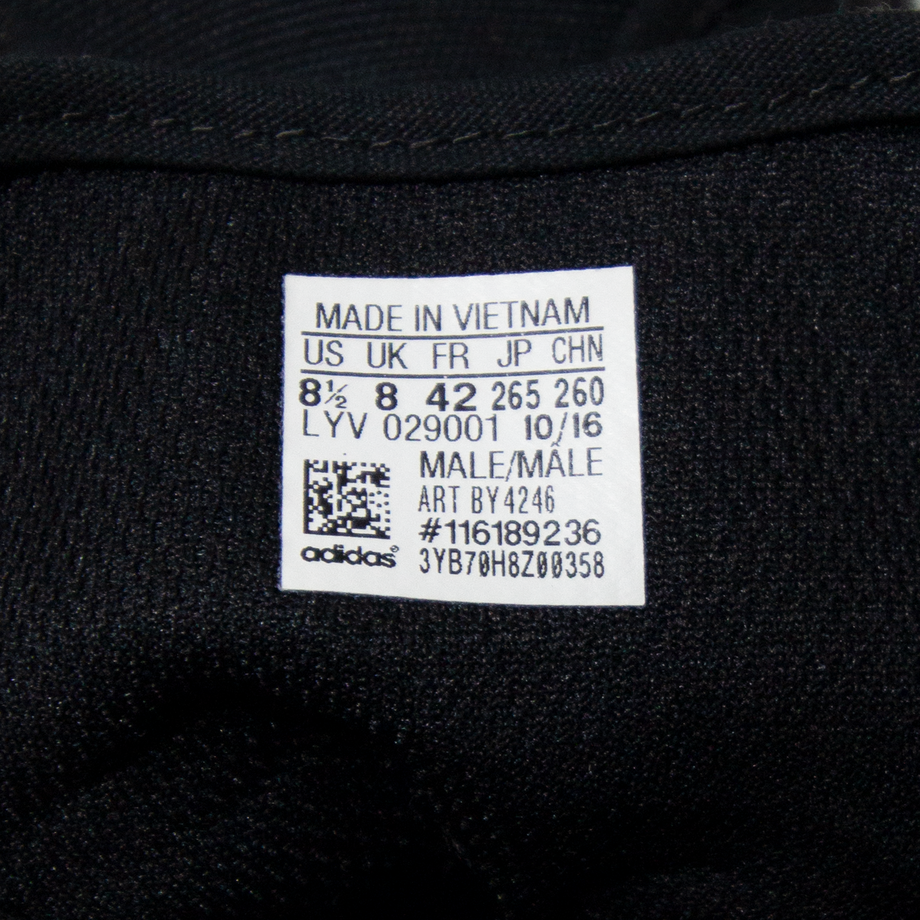 MADE IN VIETNAM
US UK FR JP CHN
8½ 8 42 265 260
LYV 029001 10/16
MALE/MÂLE
ART BY4246
#116189236
adidas® 3YB70H8Z00358